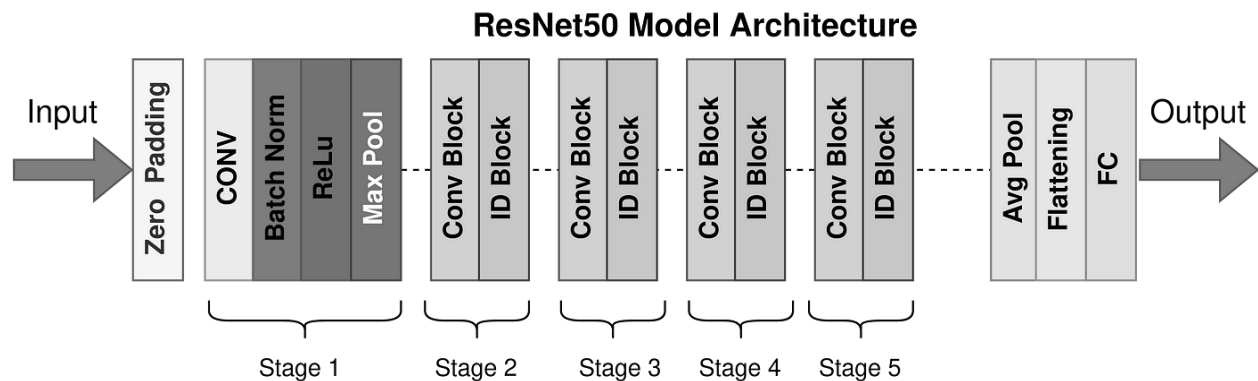 ResNet50 Model Architecture
Input
Zero Padding
CONV
Batch Norm
ReLu
Max Pool
Conv Block
ID Block
Conv Block
ID Block
Conv Block
ID Block
Conv Block
ID Block
Avg Pool
Flattening
FC
Output
Stage 1
Stage 2
Stage 3
Stage 4
Stage 5